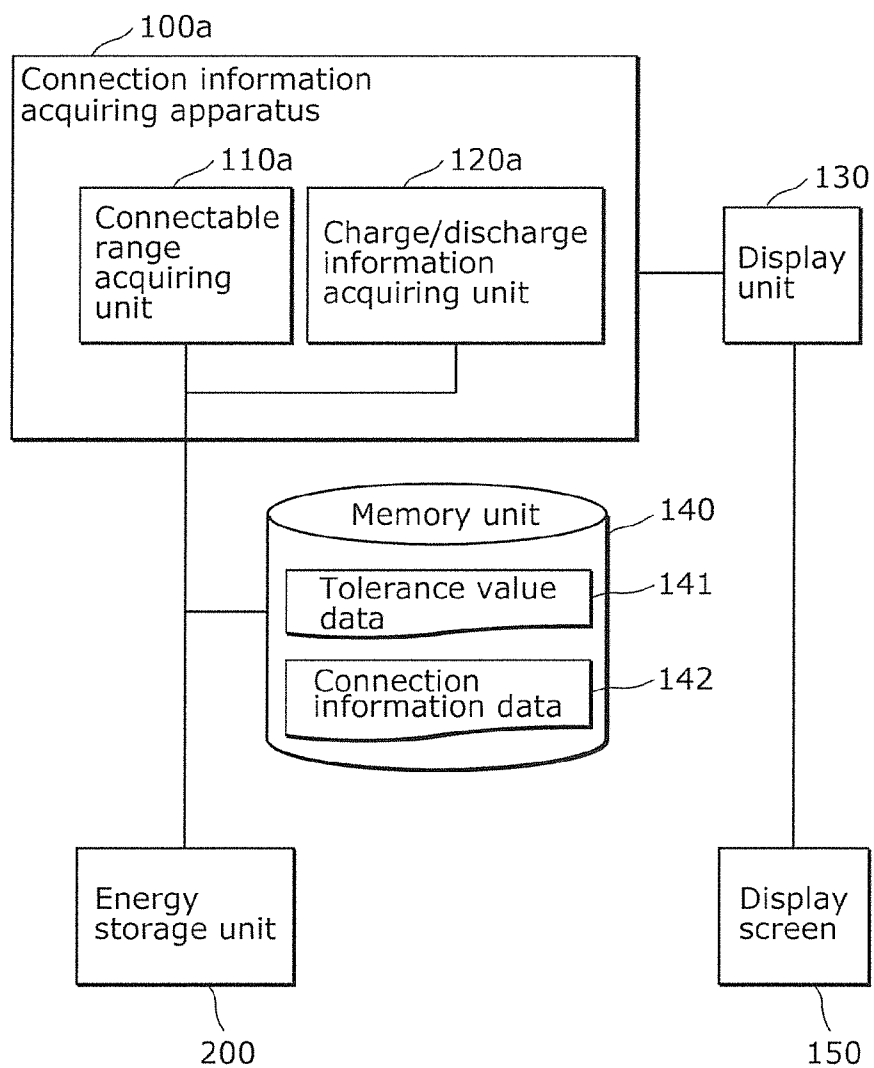 100a
Connection information
acquiring apparatus
110a
120a
130
Connectable
range
acquiring
unit
Charge/discharge
information
acquiring unit
Display
unit
Memory unit
140
Tolerance value
data
141
Connection
information data
142
Energy
storage unit
Display
screen
200
150